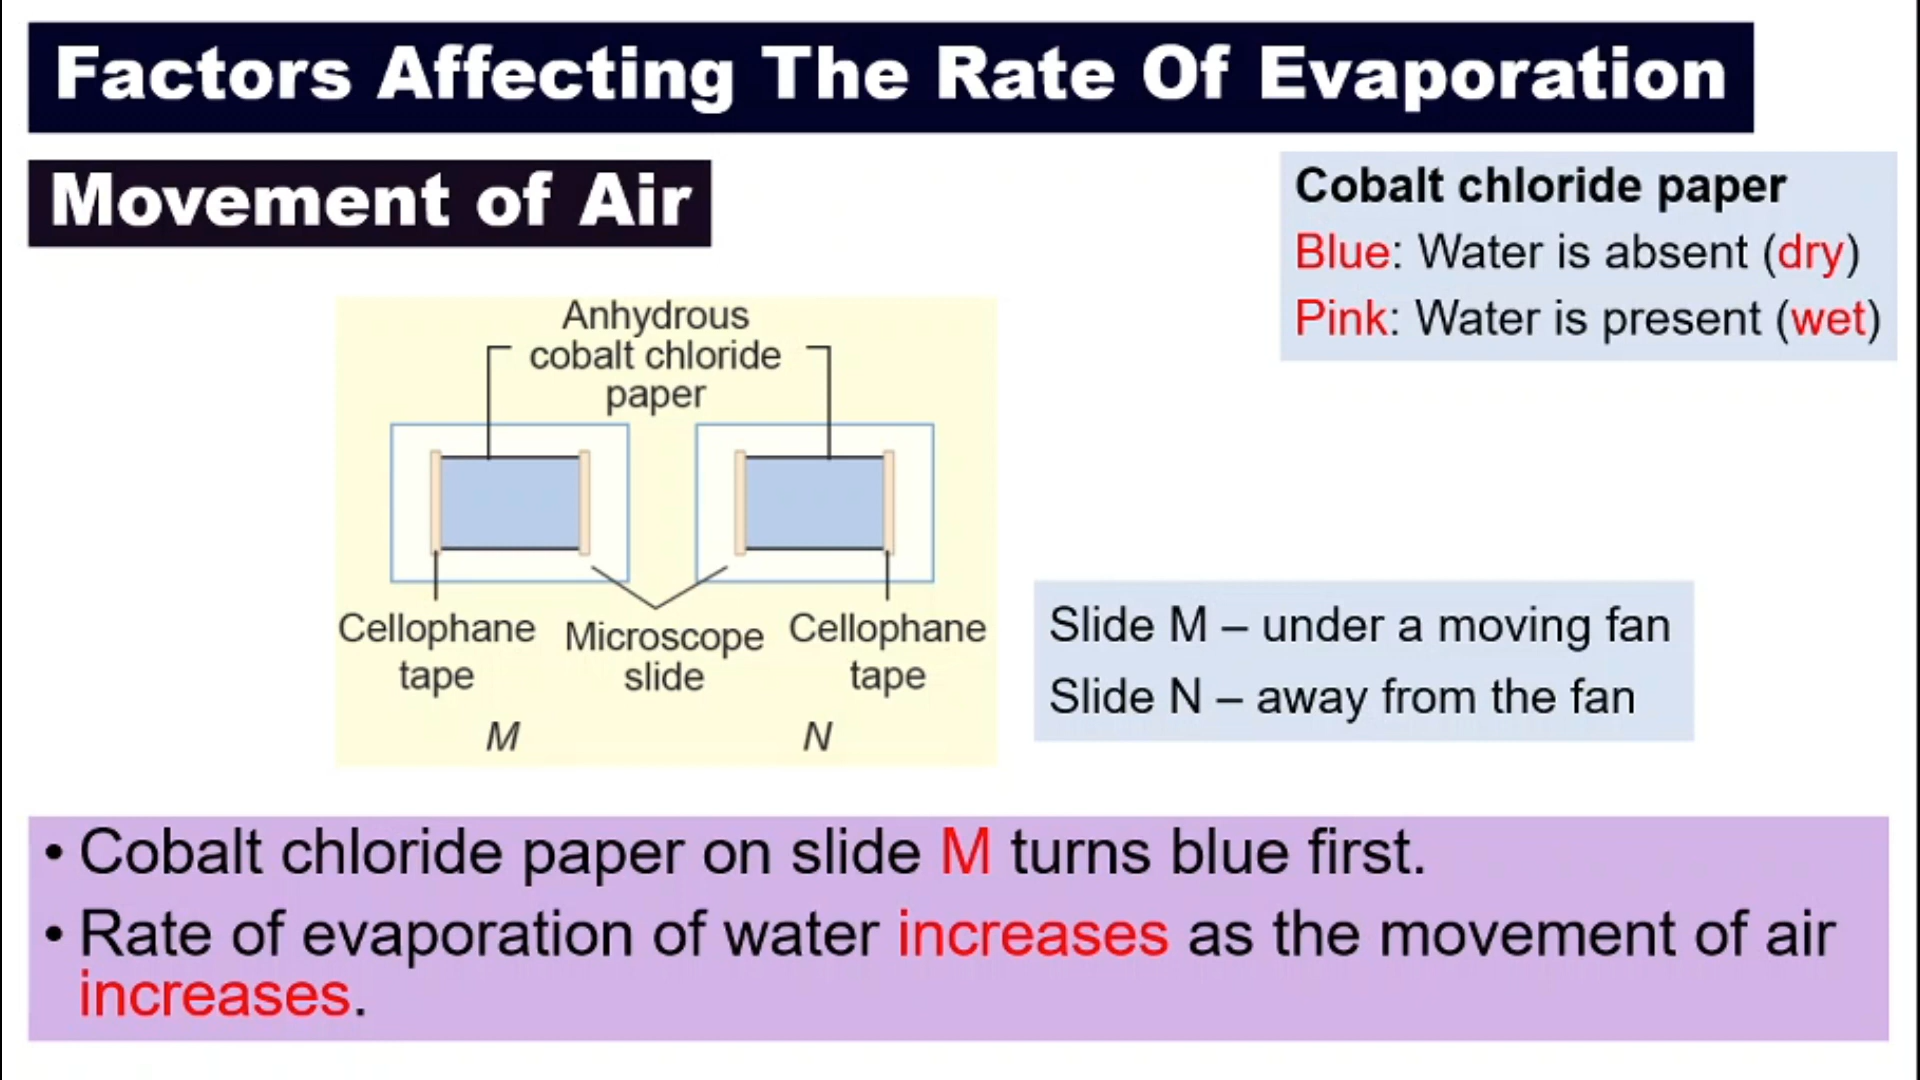 Factors Affecting The Rate Of Evaporation
Movement of Air
Cobalt chloride paper
Blue: Water is absent (dry)
Pink: Water is present (wet)
Anhydrous
cobalt chloride
paper
Cellophane
tape
Microscope
slide
Cellophane
tape
M
N
Slide M – under a moving fan
Slide N – away from the fan
• Cobalt chloride paper on slide M turns blue first.
• Rate of evaporation of water increases as the movement of air
increases.